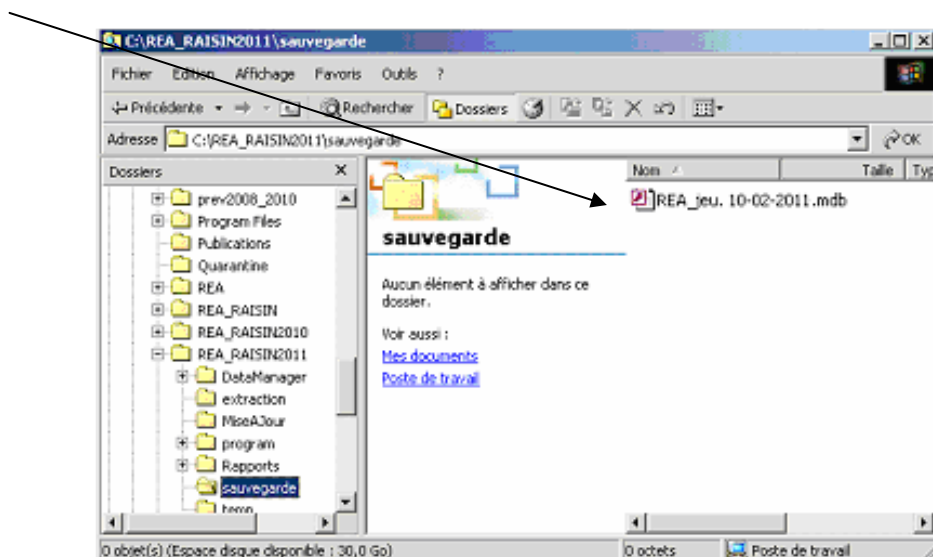 C:\REA_RAISIN2011\sauvegarde
Fichier Edition Affichage Favoris Outils ?
Précédente Rechercher Dossiers
Adresse C:\REA_RAISIN2011\sauvegarde OK
Dossiers
prev2008_2010
Program Files
Publications
Quarantine
REA
REA_RAISIN
REA_RAISIN2010
REA_RAISIN2011
DataManager
extraction
MiseAJour
program
Rapports
sauvegarde
temp
sauvegarde
Aucun élément à afficher dans ce
dossier.
Voir aussi :
Mes documents
Poste de travail
Nom Taille Typ
REA_jeu. 10-02-2011.mdb
0 objet(s) (Espace disque disponible : 30,0 Go) 0 octets Poste de travail